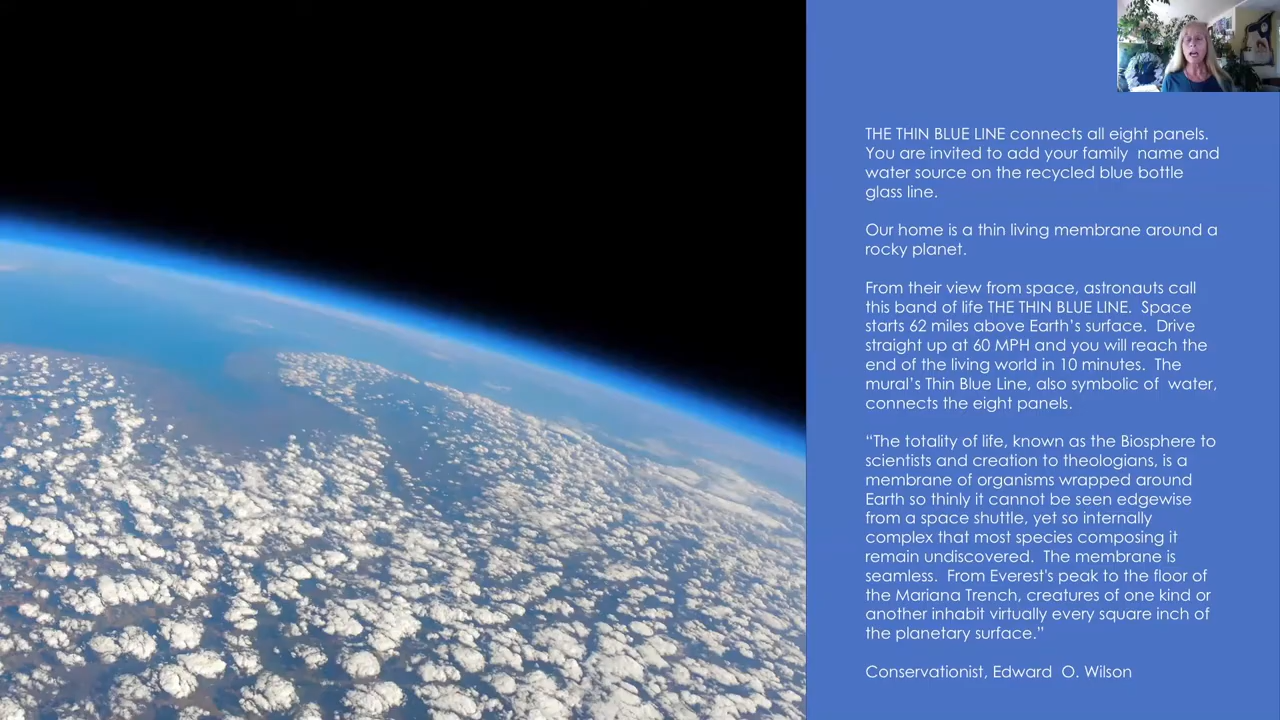 THE THIN BLUE LINE connects all eight panels.
You are invited to add your family  name and
water source on the recycled blue bottle
glass line.
Our home is a thin living membrane around a
rocky planet.
From their view from space, astronauts call
this band of life THE THIN BLUE LINE.  Space
starts 62 miles above Earth’s surface.  Drive
straight up at 60 MPH and you will reach the
end of the living world in 10 minutes.  The
mural’s Thin Blue Line, also symbolic of  water,
connects the eight panels.
“The totality of life, known as the Biosphere to
scientists and creation to theologians, is a
membrane of organisms wrapped around
Earth so thinly it cannot be seen edgewise
from a space shuttle, yet so internally
complex that most species composing it
remain undiscovered.  The membrane is
seamless.  From Everest's peak to the floor of
the Mariana Trench, creatures of one kind or
another inhabit virtually every square inch of
the planetary surface.”
Conservationist, Edward  O. Wilson